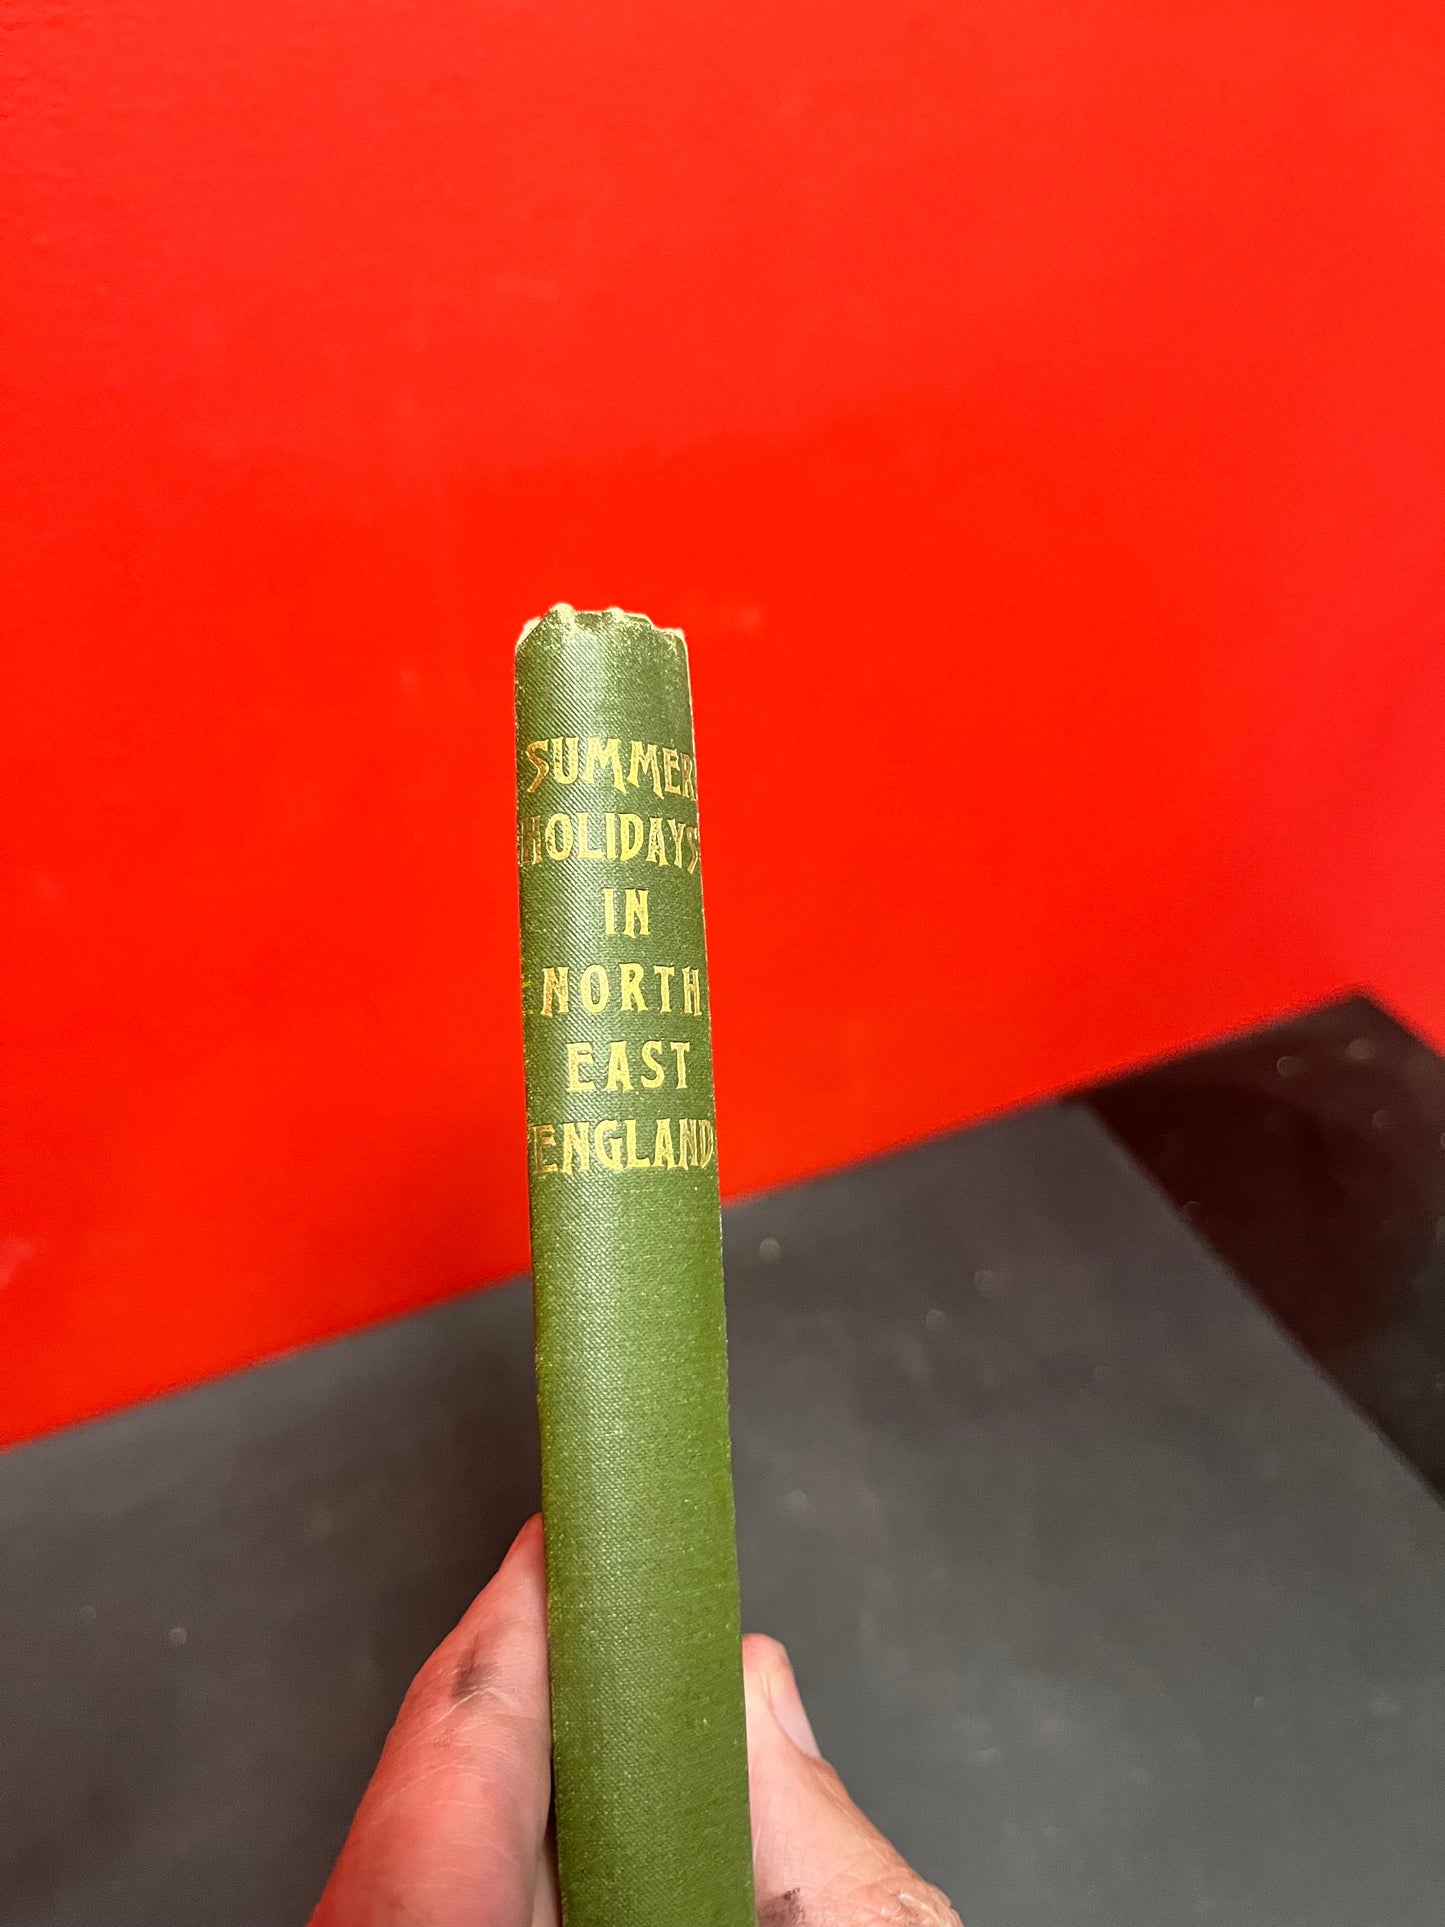 SUMMER
HOLIDAYS
IN
NORTH
EAST
ENGLAND